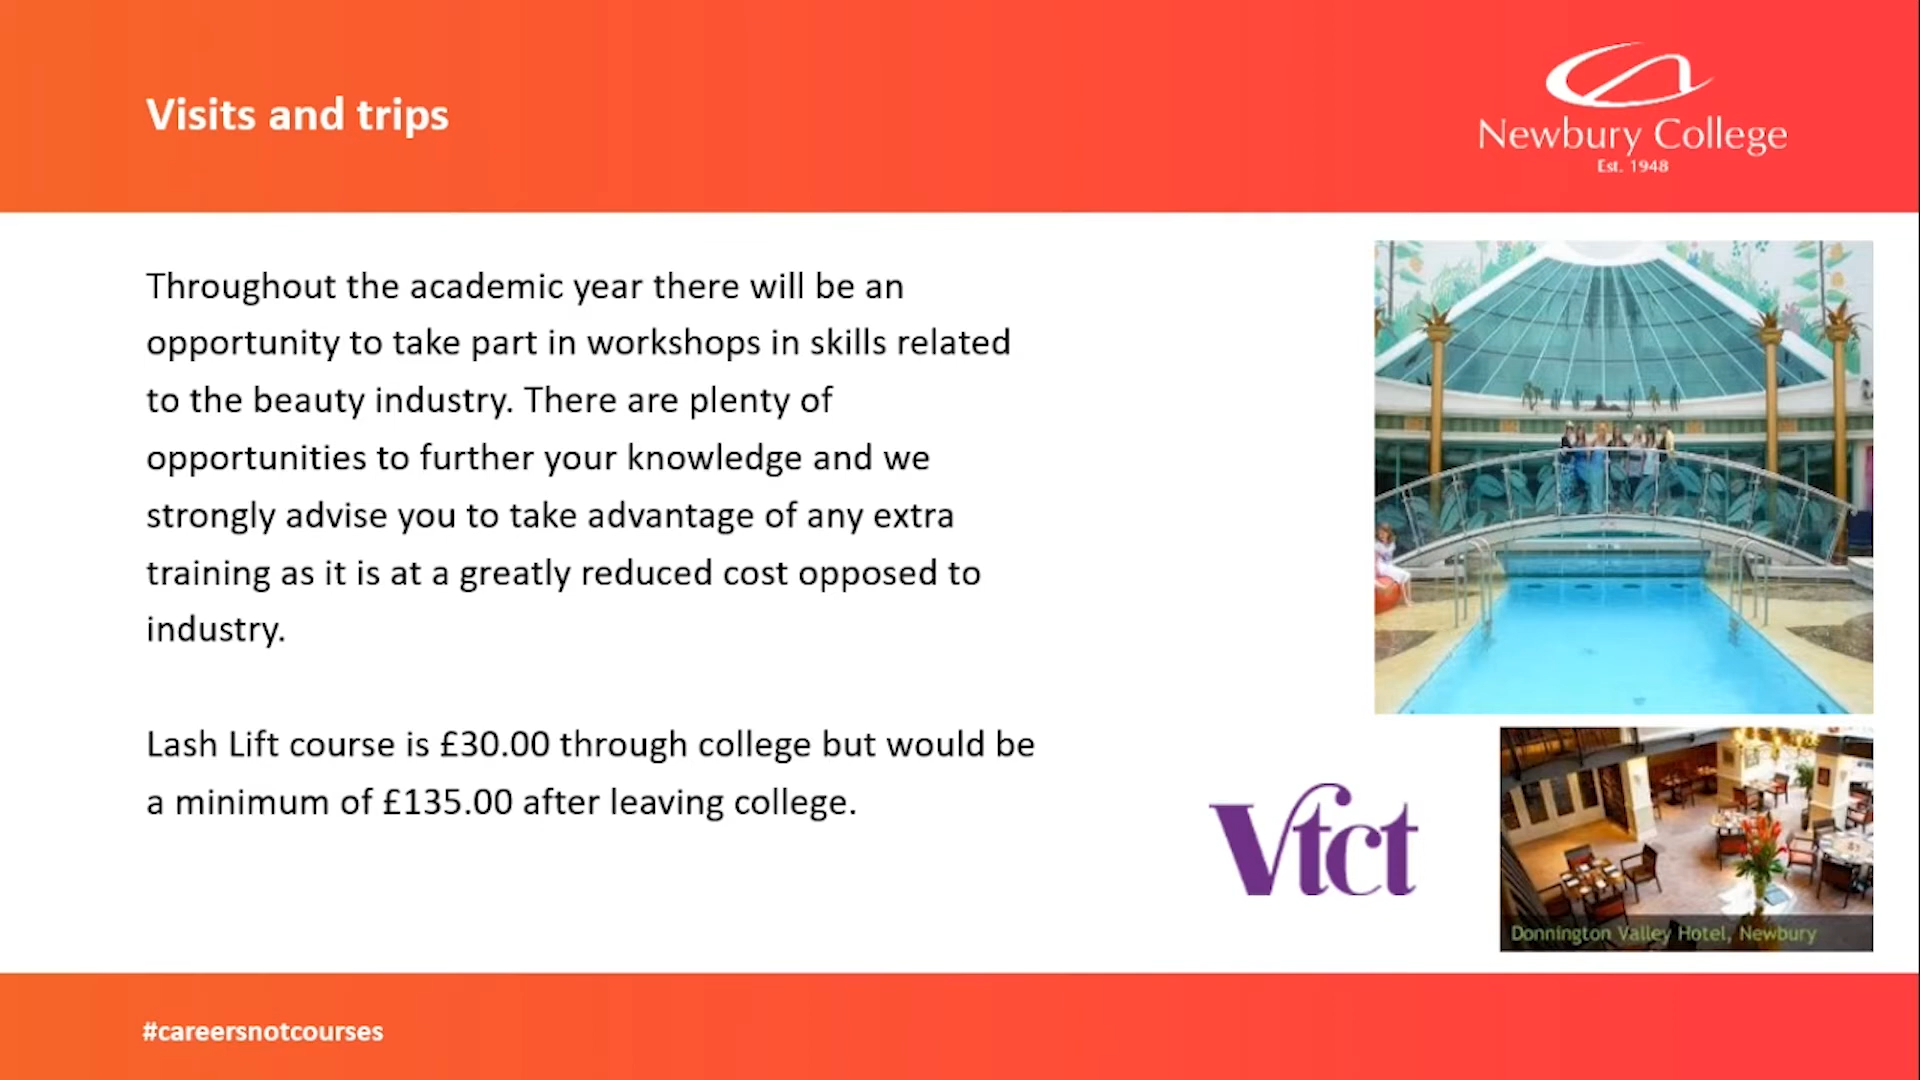 Visits and trips
Newbury College
Est. 1948
Throughout the academic year there will be an
opportunity to take part in workshops in skills related
to the beauty industry. There are plenty of
opportunities to further your knowledge and we
strongly advise you to take advantage of any extra
training as it is at a greatly reduced cost opposed to
industry.
Lash Lift course is £30.00 through college but would be
a minimum of £135.00 after leaving college.
Vtct
Donnington Valley Hotel, Newbury
#careersnotcourses